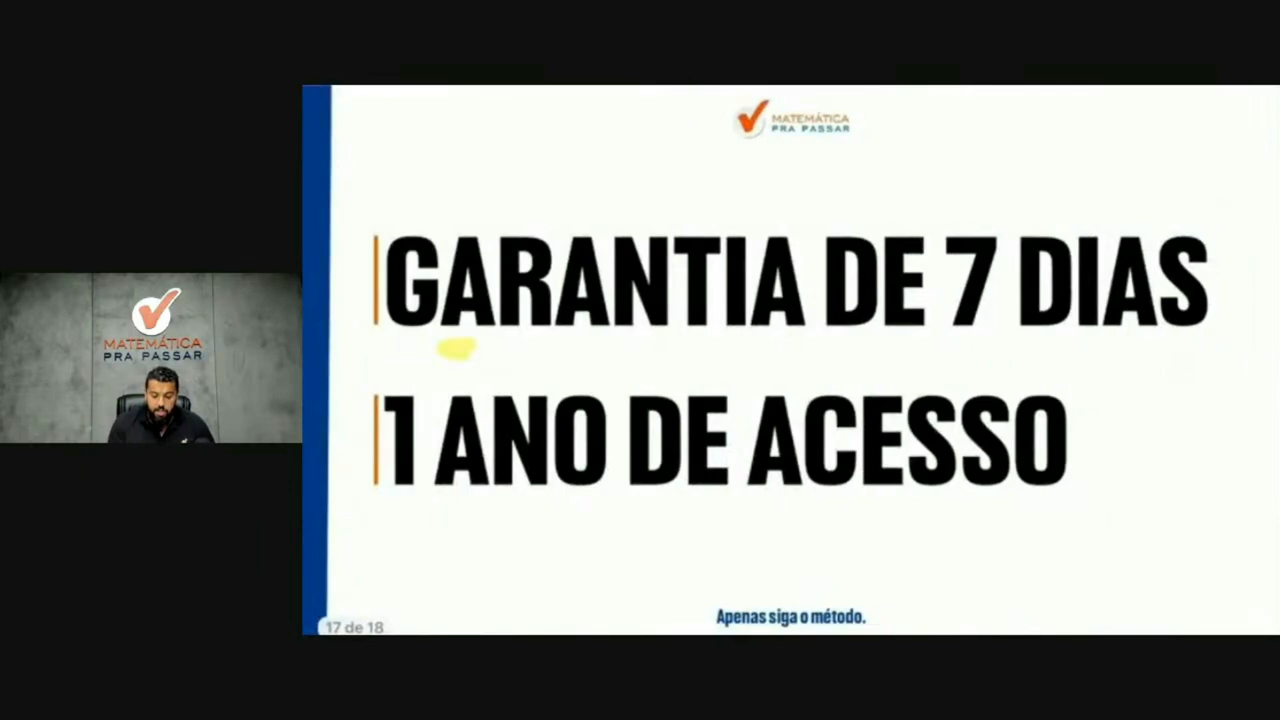 MATEMÁTICA
PRA PASSAR
MATEMÁTICA
PRA PASSAR
GARANTIA DE 7 DIAS
1 ANO DE ACESSO
Apenas siga o método.
17 de 18